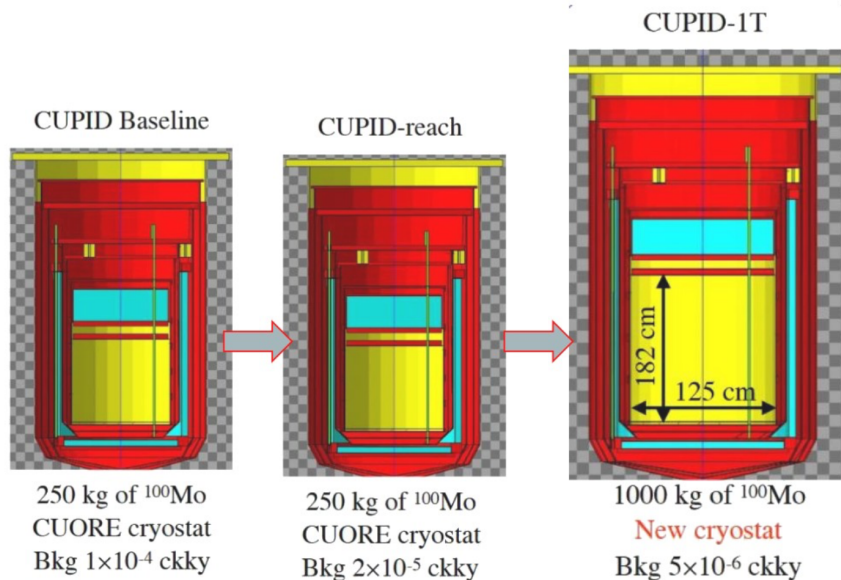 CUPID Baseline
250 kg of ¹⁰⁰Mo
CUORE cryostat
Bkg 1×10⁻⁴ ckky
CUPID-reach
250 kg of ¹⁰⁰Mo
CUORE cryostat
Bkg 2×10⁻⁵ ckky
CUPID-1T
182 cm
125 cm
1000 kg of ¹⁰⁰Mo
New cryostat
Bkg 5×10⁻⁶ ckky